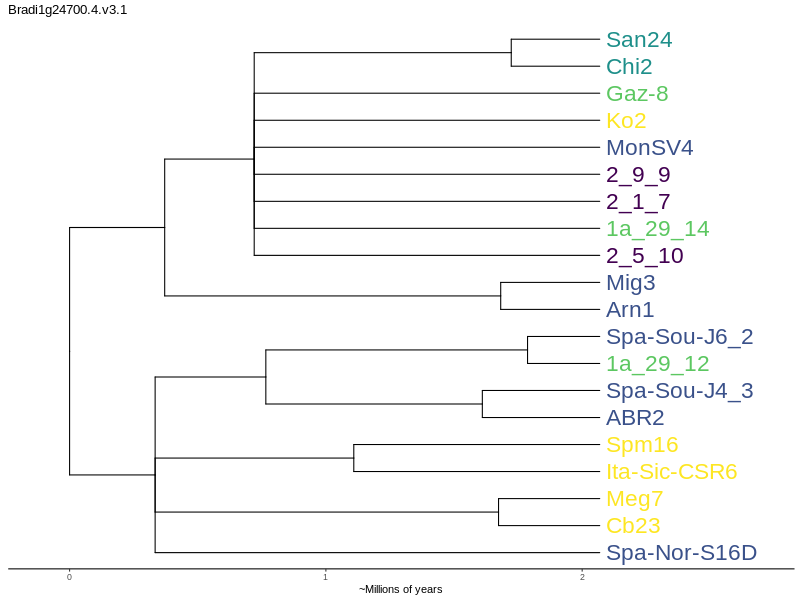 Bradi1g24700.4.v3.1
San24
Chi2
Gaz-8
Ko2
MonSV4
2_9_9
2_1_7
1a_29_14
2_5_10
Mig3
Arn1
Spa-Sou-J6_2
1a_29_12
Spa-Sou-J4_3
ABR2
Spm16
Ita-Sic-CSR6
Meg7
Cb23
Spa-Nor-S16D
0 1 2
~Millions of years